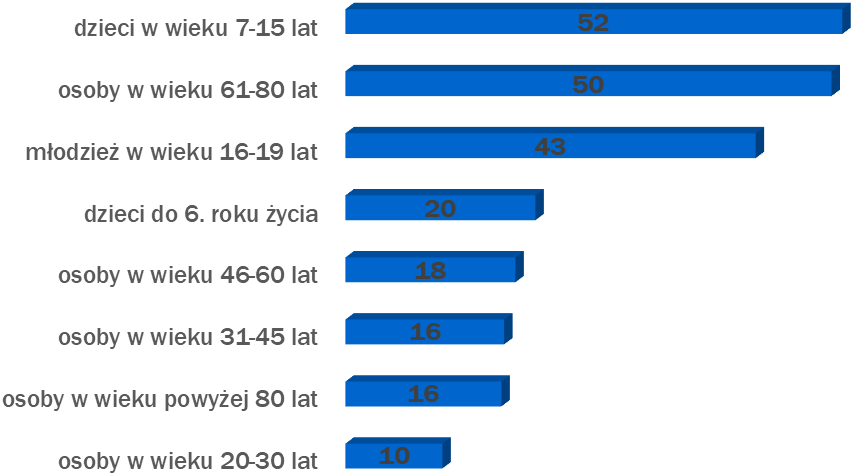 dzieci w wieku 7-15 lat 52
osoby w wieku 61-80 lat 50
młodzież w wieku 16-19 lat 43
dzieci do 6. roku życia 20
osoby w wieku 46-60 lat 18
osoby w wieku 31-45 lat 16
osoby w wieku powyżej 80 lat 16
osoby w wieku 20-30 lat 10